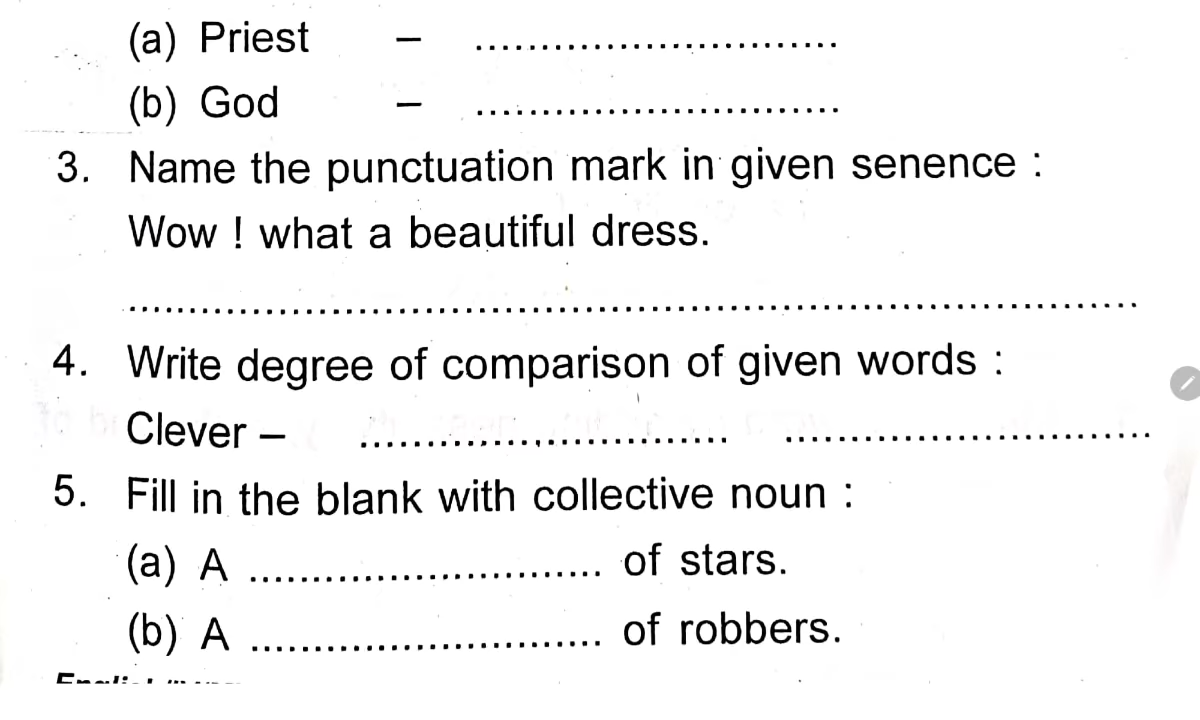 (a) Priest – ............................
(b) God – ............................
3. Name the punctuation mark in given senence :
Wow ! what a beautiful dress.
..............................................................................
4. Write degree of comparison of given words :
Clever – ............................ ............................
5. Fill in the blank with collective noun :
(a) A ........................... of stars.
(b) A ........................... of robbers.